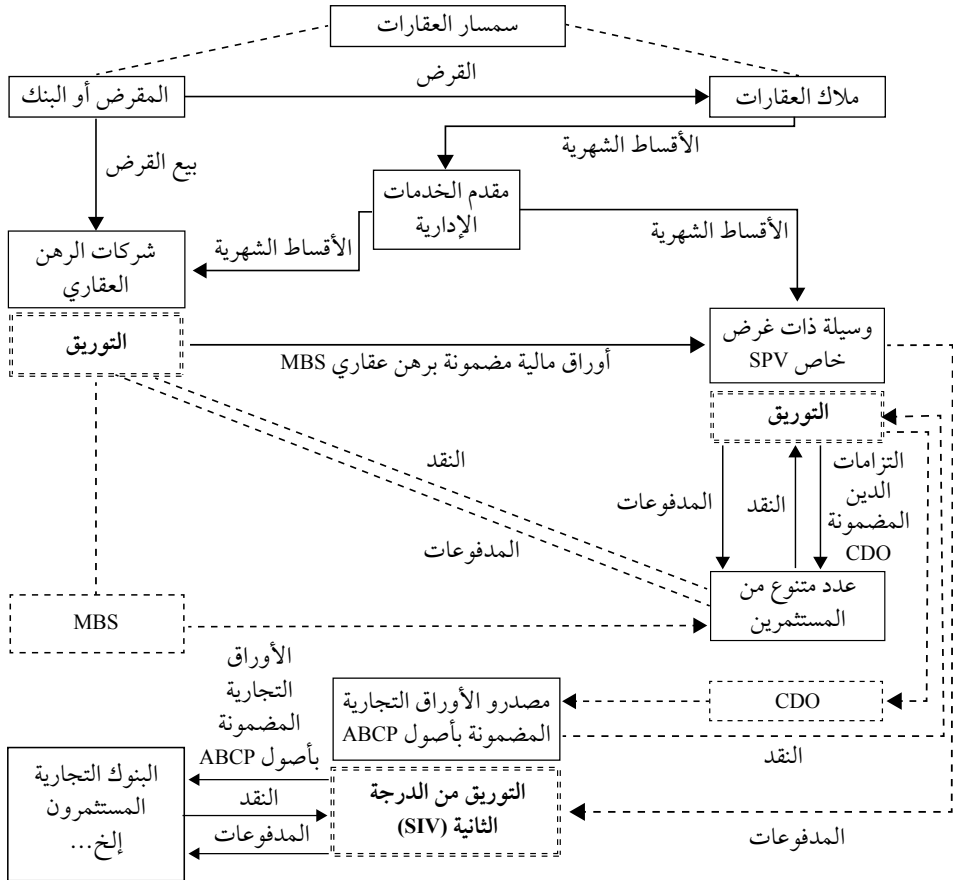 سمسار العقارات
القرض
المقرض أو البنك
ملاك العقارات
الأقساط الشهرية
بيع القرض
مقدم الخدمات
الإدارية
الأقساط الشهرية
الأقساط الشهرية
شركات الرهن
العقاري
وسيلة ذات غرض
خاص SPV
التوريق
أوراق مالية مضمونة برهن عقاري MBS
التوريق
النقد
المدفوعات
المدفوعات
النقد
التزامات
الدين
المضمونة
CDO
عدد متنوع من
المستثمرين
MBS
الأوراق
التجارية
المضمونة
بأصول ABCP
مصدرو الأوراق التجارية
المضمونة بأصول ABCP
CDO
النقد
البنوك التجارية
المستثمرون
إلخ...
النقد
المدفوعات
التوريق من الدرجة
الثانية (SIV)
المدفوعات